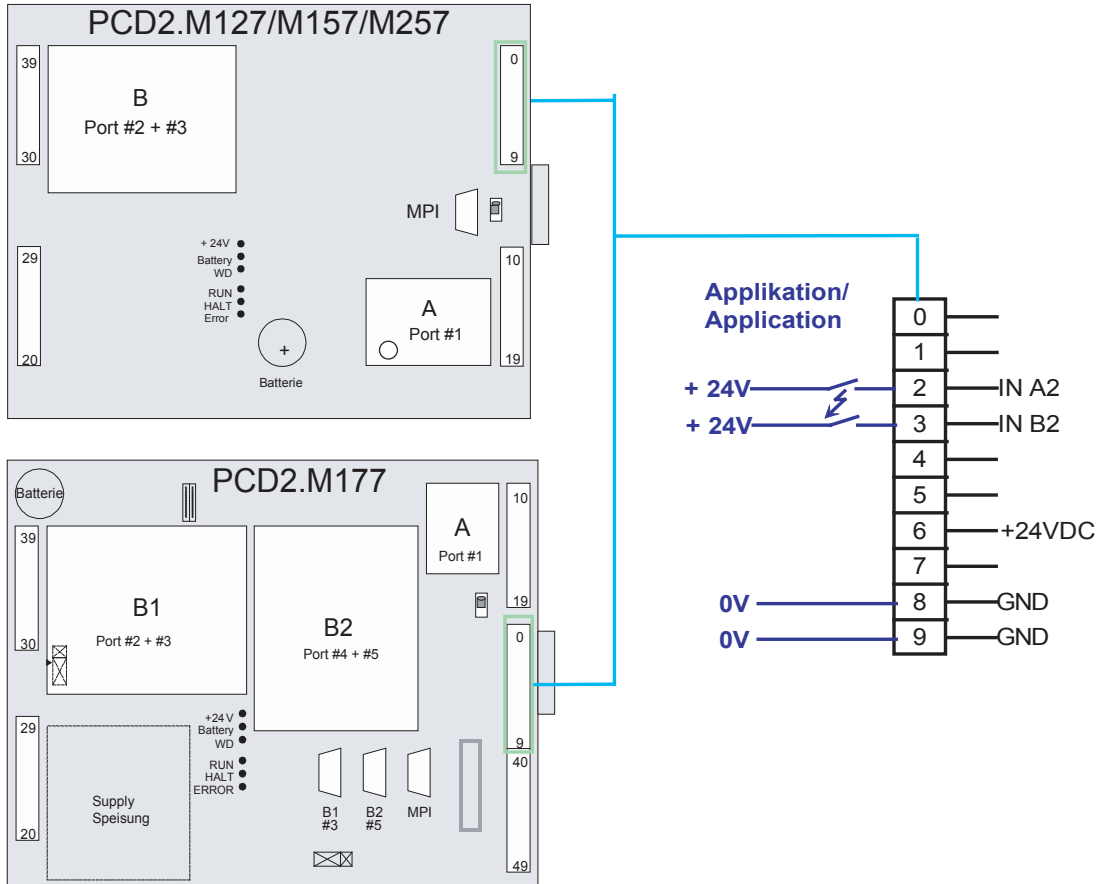 PCD2.M127/M157/M257
39
0
B
Port #2 + #3
30
9
MPI
+ 24V
Battery
WD
29
10
RUN
HALT
Error
A
Port #1
+
20
19
Batterie
Applikation/
Application
0
1
+ 24V
2
IN A2
+ 24V
3
IN B2
4
5
6
+24VDC
7
0V
8
GND
0V
9
GND
PCD2.M177
Batterie
10
39
A
Port #1
B1
Port #2 + #3
B2
Port #4 + #5
19
30
0
29
+24 V
Battery
WD
9
RUN
HALT
ERROR
40
Supply
Speisung
B1
#3
B2
#5
MPI
20
49